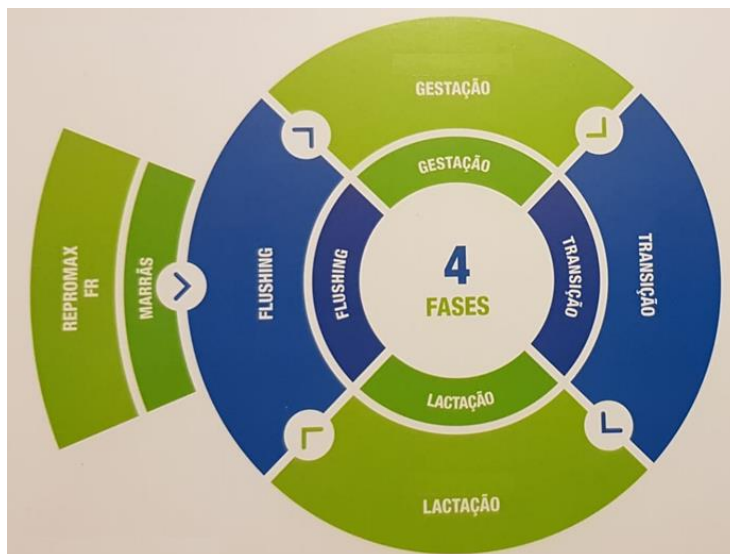 GESTAÇÃO
GESTAÇÃO
REPROMAX
FR
MARRÃS
FLUSHING
FLUSHING
4
FASES
TRANSIÇÃO
TRANSIÇÃO
LACTAÇÃO
LACTAÇÃO